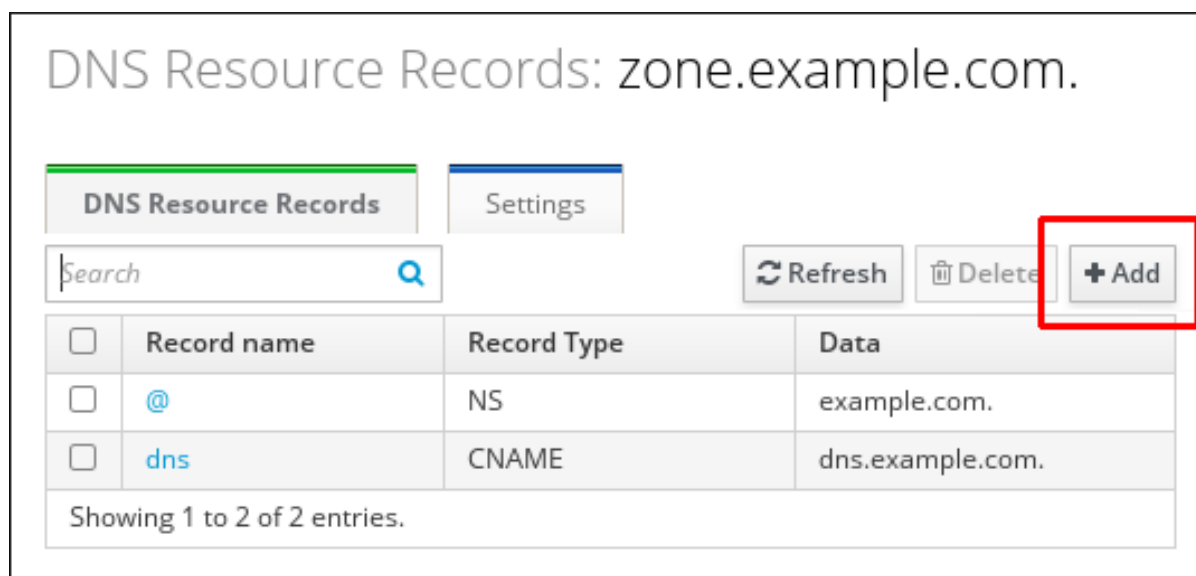 DNS Resource Records: zone.example.com.
DNS Resource Records Settings
Search Refresh Delete Add
Record name Record Type Data
@ NS example.com.
dns CNAME dns.example.com.
Showing 1 to 2 of 2 entries.